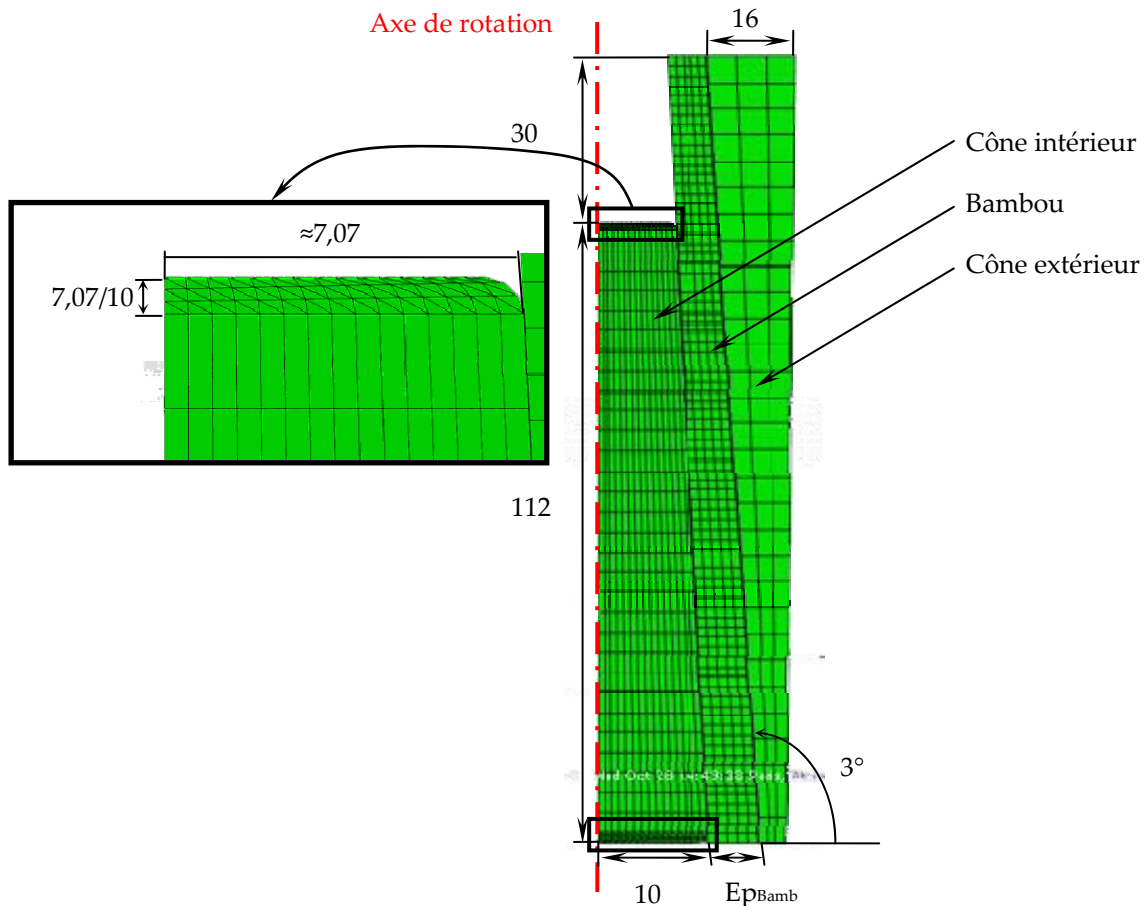 Axe de rotation
16
30
Cône intérieur
Bambou
Cône extérieur
≈7,07
7,07/10
112
3°
10
EpBamb